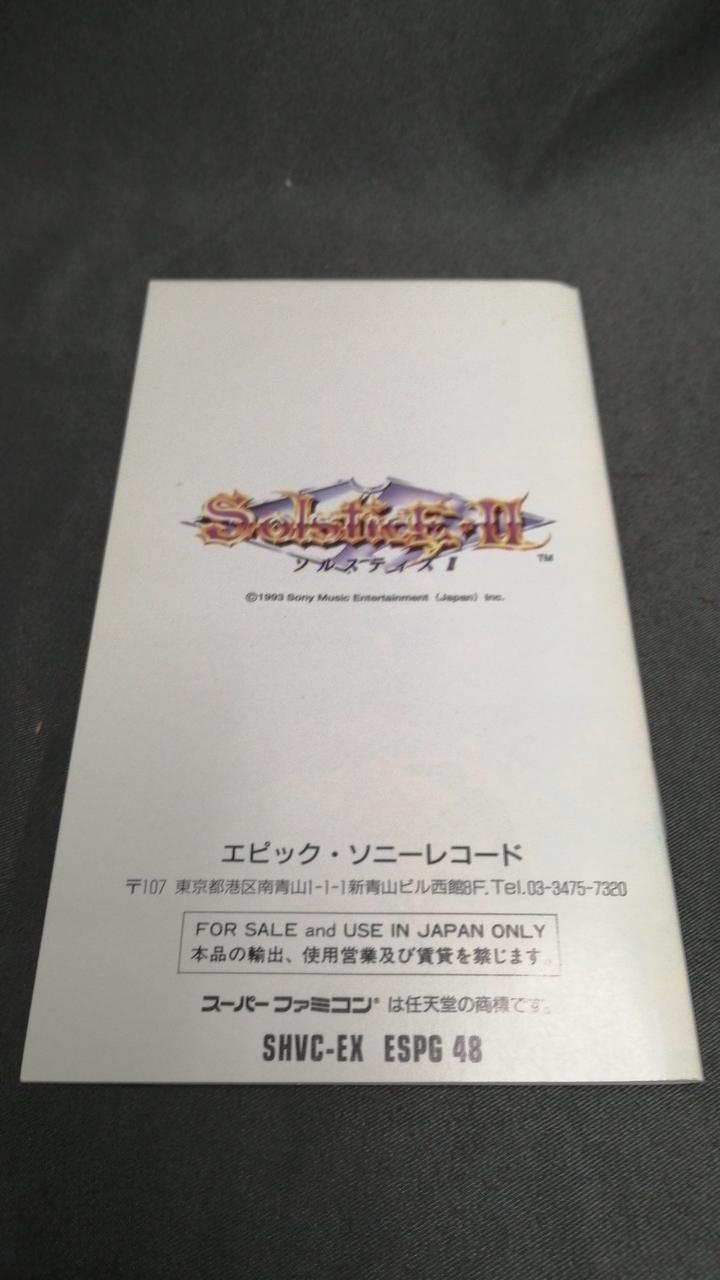 SolsticE・II
ソルスティスⅡ
TM
©1993 Sony Music Entertainment (Japan) Inc.
エピック・ソニーレコード
〒107 東京都港区南青山1-1-1新青山ビル西館8F. Tel.03-3475-7320
FOR SALE and USE IN JAPAN ONLY
本品の輸出、使用営業及び賃貸を禁じます。
スーパーファミコン® は任天堂の商標です。
SHVC-EX ESPG 48